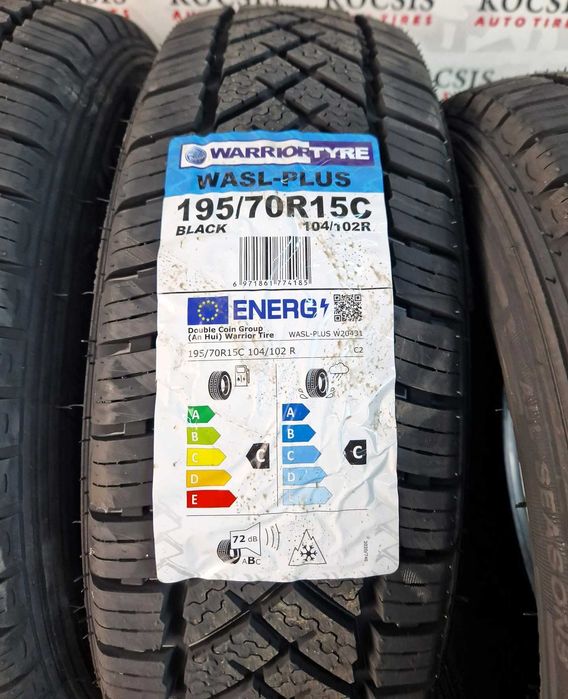 KOCSIS
AUTO TIRES
KOCSIS
AUTO TIRES
WARRIORTYRE
WASL-PLUS
195/70R15C
BLACK 104/102R
6 971861 774185
ENERG
Double Coin Group
(An Hui) Warrior Tire
WASL-PLUS W20431
195/70R15C 104/102 R C2
A A
B B
C C C C
D D
E E
72 dB
ABC